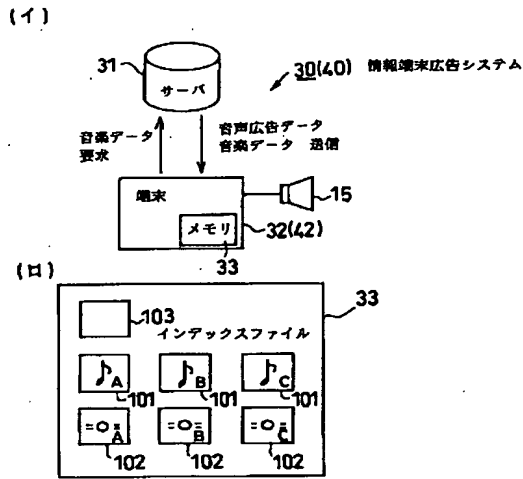 (イ)
31
サーバ
30(40) 情報端末広告システム
音楽データ
要求
音声広告データ
音楽データ 送信
端末
メモリ
33
15
32(42)
(ロ)
33
103
インデックスファイル
A B C
101 101 101
=O= =O= =O=
A B C
102 102 102